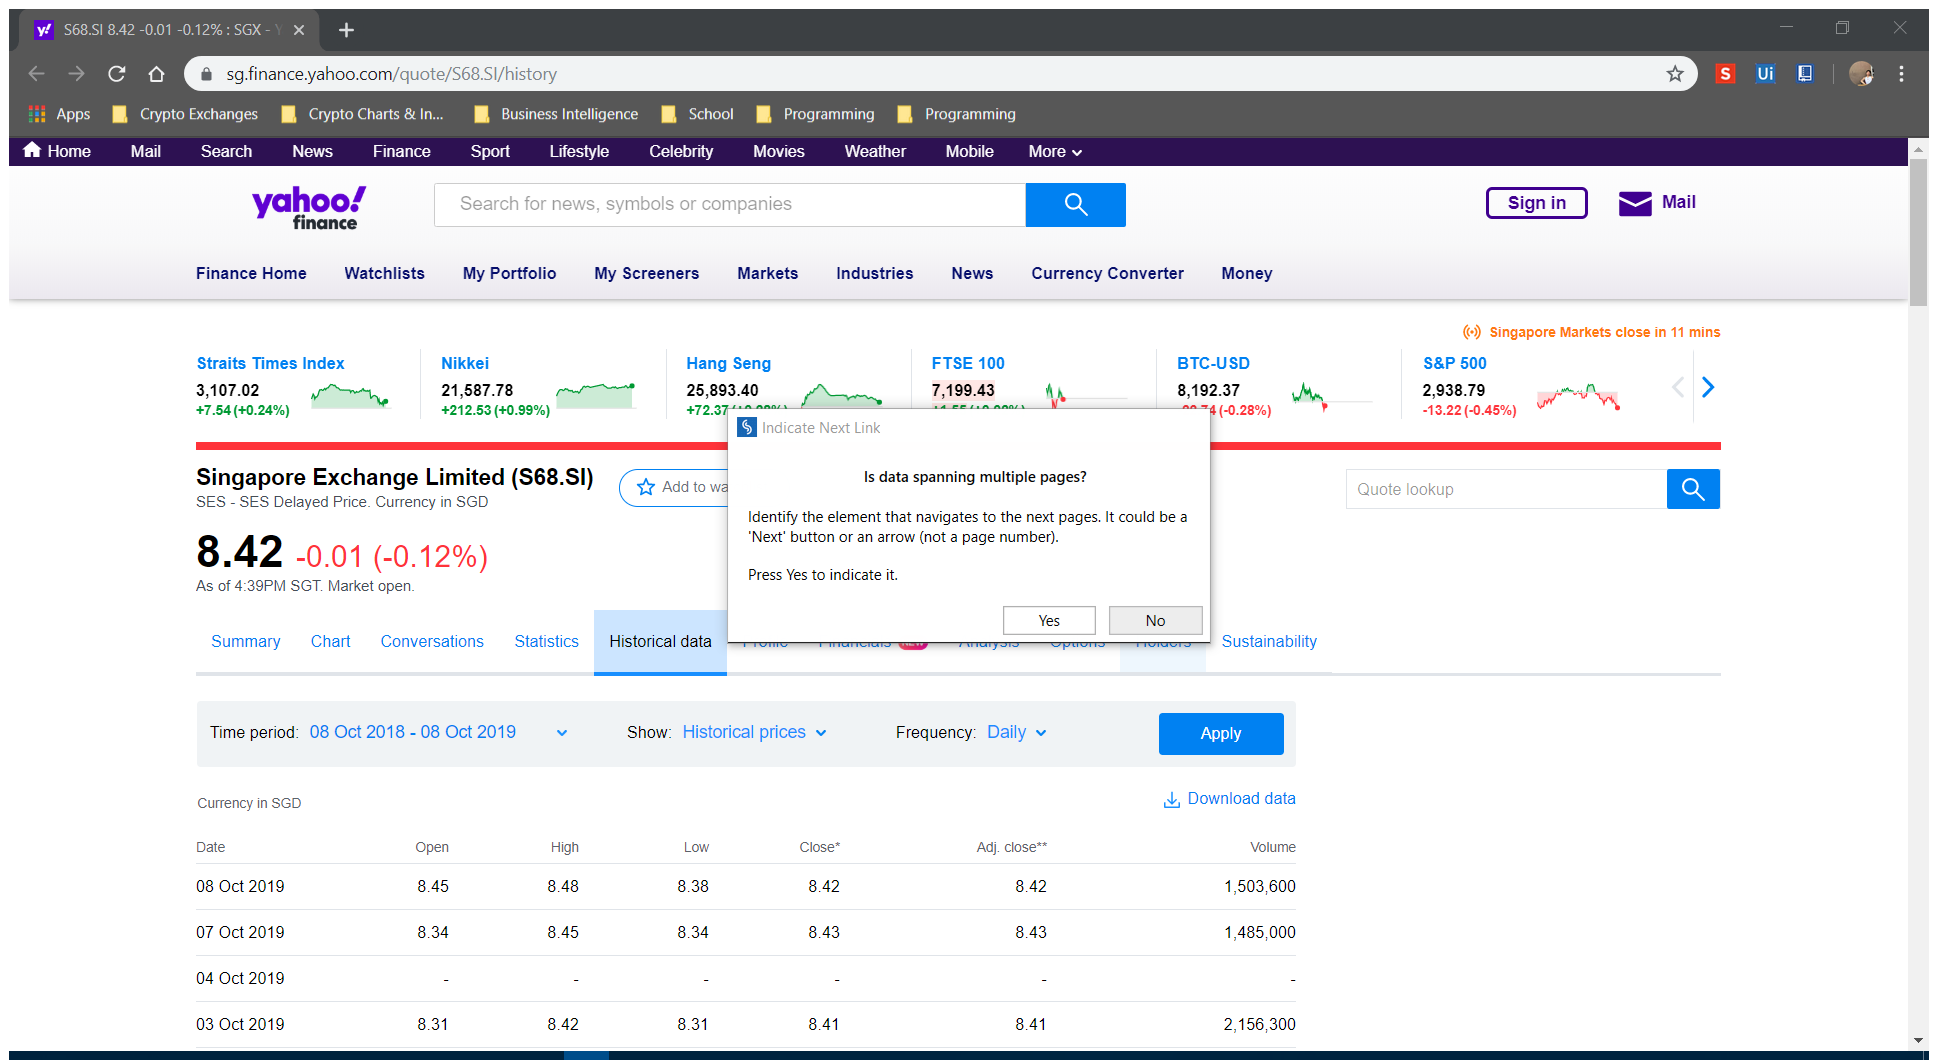 S68.SI 8.42 -0.01 -0.12% : SGX - Y
sg.finance.yahoo.com/quote/S68.SI/history
S Ui
Apps Crypto Exchanges Crypto Charts & In... Business Intelligence School Programming Programming
Home Mail Search News Finance Sport Lifestyle Celebrity Movies Weather Mobile More
yahoo!
finance
Search for news, symbols or companies
Sign in Mail
Finance Home Watchlists My Portfolio My Screeners Markets Industries News Currency Converter Money
Singapore Markets close in 11 mins
Straits Times Index Nikkei Hang Seng FTSE 100 BTC-USD S&P 500
3,107.02 21,587.78 25,893.40 7,199.43 8,192.37 2,938.79
+7.54 (+0.24%) +212.53 (+0.99%) +72.37 (-0.28%) -13.22 (-0.45%)
Indicate Next Link
Is data spanning multiple pages?
Identify the element that navigates to the next pages. It could be a
'Next' button or an arrow (not a page number).
Press Yes to indicate it.
Yes No
Singapore Exchange Limited (S68.SI)
SES - SES Delayed Price. Currency in SGD
Add to wa
Quote lookup
8.42 -0.01 (-0.12%)
As of 4:39PM SGT. Market open.
Summary Chart Conversations Statistics Historical data Profile Financials NEW Analysis Options Holders Sustainability
Time period: 08 Oct 2018 - 08 Oct 2019 Show: Historical prices Frequency: Daily Apply
Currency in SGD Download data
Date Open High Low Close* Adj. close** Volume
08 Oct 2019 8.45 8.48 8.38 8.42 8.42 1,503,600
07 Oct 2019 8.34 8.45 8.34 8.43 8.43 1,485,000
04 Oct 2019 - - - - - -
03 Oct 2019 8.31 8.42 8.31 8.41 8.41 2,156,300